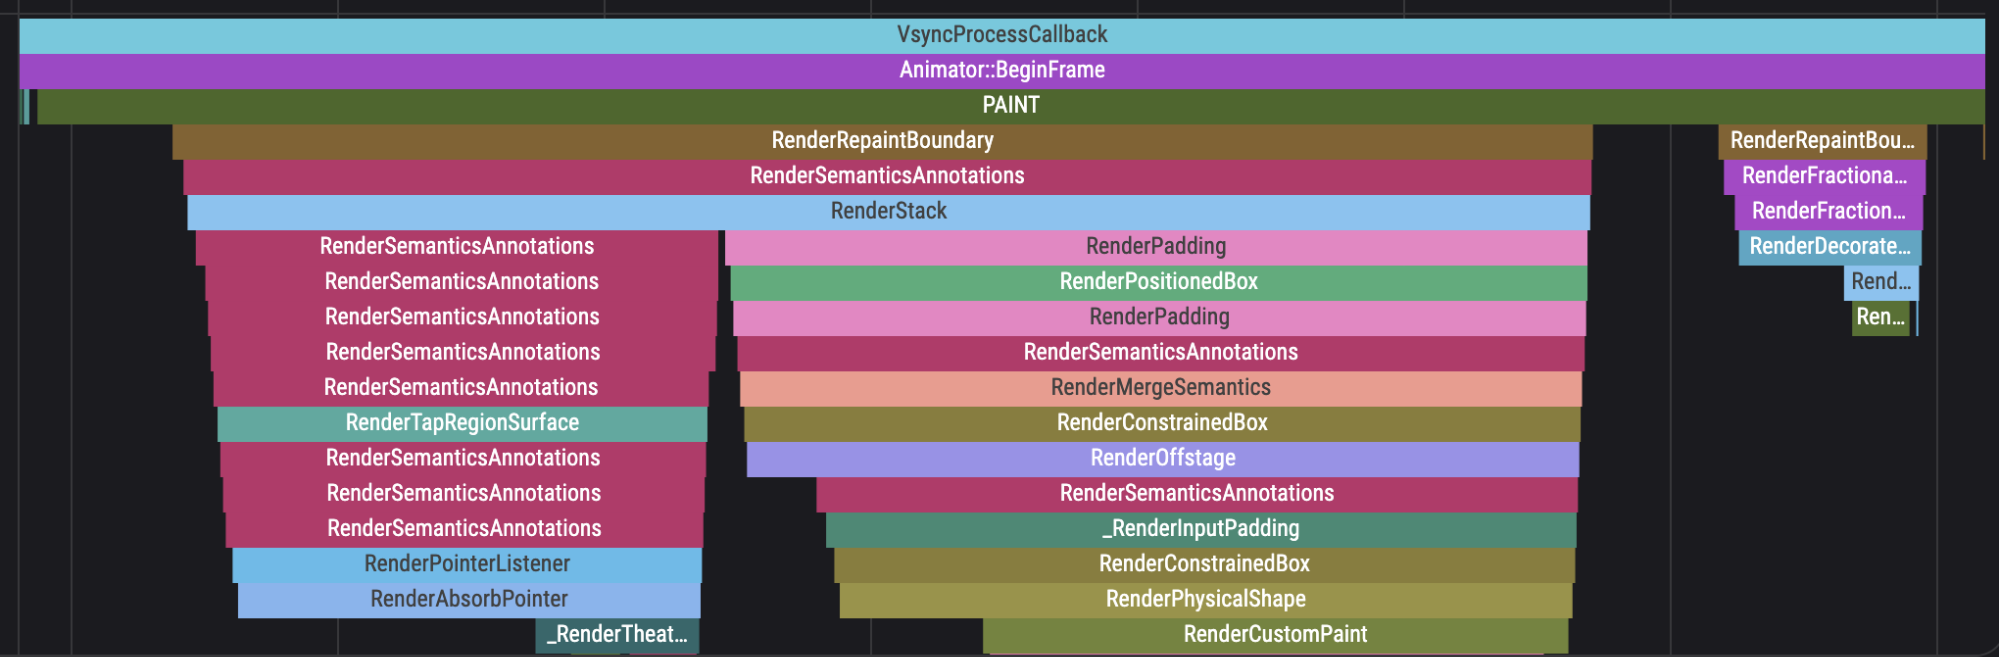 VsyncProcessCallback
Animator::BeginFrame
PAINT
RenderRepaintBoundary RenderRepaintBou...
RenderSemanticsAnnotations RenderFractiona...
RenderStack RenderFraction...
RenderSemanticsAnnotations RenderPadding RenderDecorate...
RenderSemanticsAnnotations RenderPositionedBox Rend...
RenderSemanticsAnnotations RenderPadding Ren...
RenderSemanticsAnnotations RenderSemanticsAnnotations
RenderSemanticsAnnotations RenderMergeSemantics
RenderTapRegionSurface RenderConstrainedBox
RenderSemanticsAnnotations RenderOffstage
RenderSemanticsAnnotations RenderSemanticsAnnotations
RenderSemanticsAnnotations _RenderInputPadding
RenderPointerListener RenderConstrainedBox
RenderAbsorbPointer RenderPhysicalShape
_RenderTheat... RenderCustomPaint